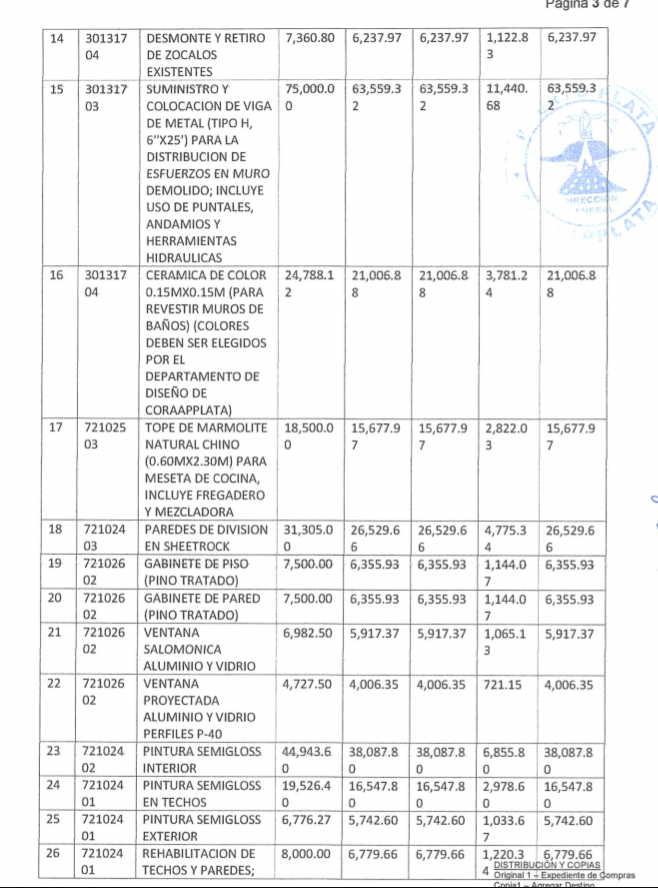 Página 3 de 7
14 301317 DESMONTE Y RETIRO 7,360.80 6,237.97 6,237.97 1,122.8 6,237.97
04 DE ZOCALOS 3
EXISTENTES
15 301317 SUMINISTRO Y 75,000.0 63,559.3 63,559.3 11,440. 63,559.3
03 COLOCACION DE VIGA 0 2 2 68 2
DE METAL (TIPO H,
6"X25') PARA LA
DISTRIBUCION DE
ESFUERZOS EN MURO
DEMOLIDO; INCLUYE
USO DE PUNTALES,
ANDAMIOS Y
HERRAMIENTAS
HIDRAULICAS
PLATA
DIRECCION
GENERAL
16 301317 CERAMICA DE COLOR 24,788.1 21,006.8 21,006.8 3,781.2 21,006.8
04 0.15MX0.15M (PARA 2 8 8 4 8
REVESTIR MUROS DE
BAÑOS) (COLORES
DEBEN SER ELEGIDOS
POR EL
DEPARTAMENTO DE
DISEÑO DE
CORAAPPLATA)
17 721025 TOPE DE MARMOLITE 18,500.0 15,677.9 15,677.9 2,822.0 15,677.9
03 NATURAL CHINO 0 7 7 3 7
(0.60MX2.30M) PARA
MESETA DE COCINA,
INCLUYE FREGADERO
Y MEZCLADORA
18 721024 PAREDES DE DIVISION 31,305.0 26,529.6 26,529.6 4,775.3 26,529.6
03 EN SHEETROCK 0 6 6 4 6
19 721026 GABINETE DE PISO 7,500.00 6,355.93 6,355.93 1,144.0 6,355.93
02 (PINO TRATADO) 7
20 721026 GABINETE DE PARED 7,500.00 6,355.93 6,355.93 1,144.0 6,355.93
02 (PINO TRATADO) 7
21 721026 VENTANA 6,982.50 5,917.37 5,917.37 1,065.1 5,917.37
02 SALOMONICA 3
ALUMINIO Y VIDRIO
22 721026 VENTANA 4,727.50 4,006.35 4,006.35 721.15 4,006.35
02 PROYECTADA
ALUMINIO Y VIDRIO
PERFILES P-40
23 721024 PINTURA SEMIGLOSS 44,943.6 38,087.8 38,087.8 6,855.8 38,087.8
02 INTERIOR 0 0 0 0 0
24 721024 PINTURA SEMIGLOSS 19,526.4 16,547.8 16,547.8 2,978.6 16,547.8
01 EN TECHOS 0 0 0 0 0
25 721024 PINTURA SEMIGLOSS 6,776.27 5,742.60 5,742.60 1,033.6 5,742.60
01 EXTERIOR 7
26 721024 REHABILITACION DE 8,000.00 6,779.66 6,779.66 1,220.3 6,779.66
01 TECHOS Y PAREDES; 4
DISTRIBUCIÓN Y COPIAS
Original 1 – Expediente de Compras
Copia1 – Agregar Destino